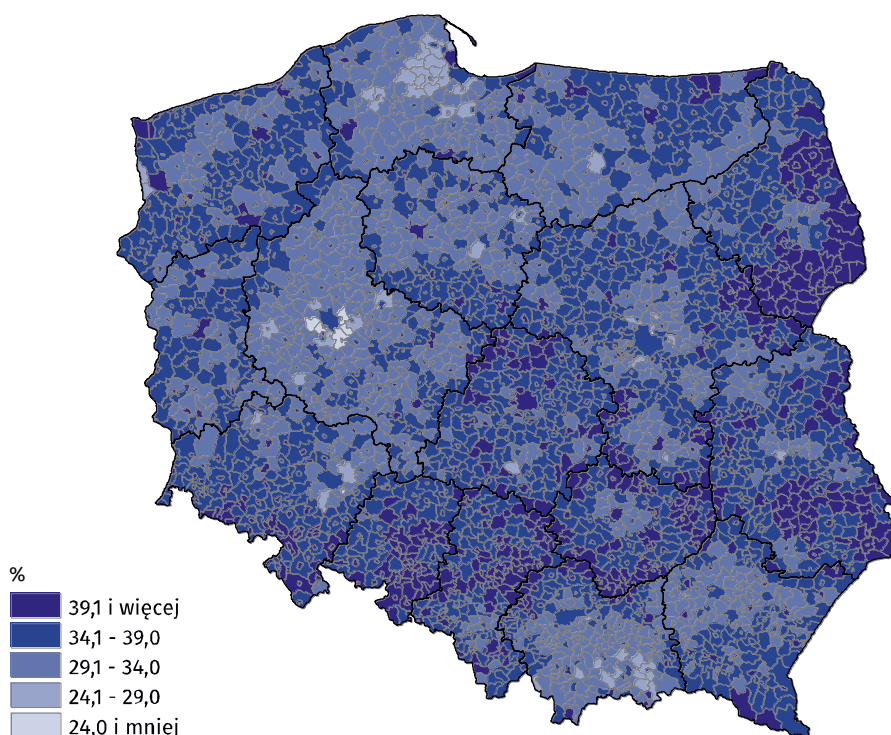 %
39,1 i więcej
34,1 - 39,0
29,1 - 34,0
24,1 - 29,0
24,0 i mniej